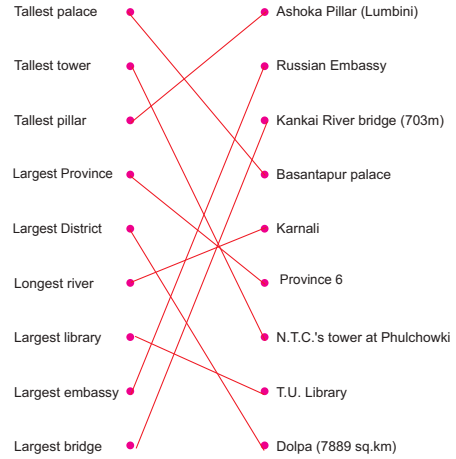 Tallest palace
Ashoka Pillar (Lumbini)
Tallest tower
Russian Embassy
Tallest pillar
Kankai River bridge (703m)
Largest Province
Basantapur palace
Largest District
Karnali
Longest river
Province 6
Largest library
N.T.C.'s tower at Phulchowki
Largest embassy
T.U. Library
Largest bridge
Dolpa (7889 sq.km)